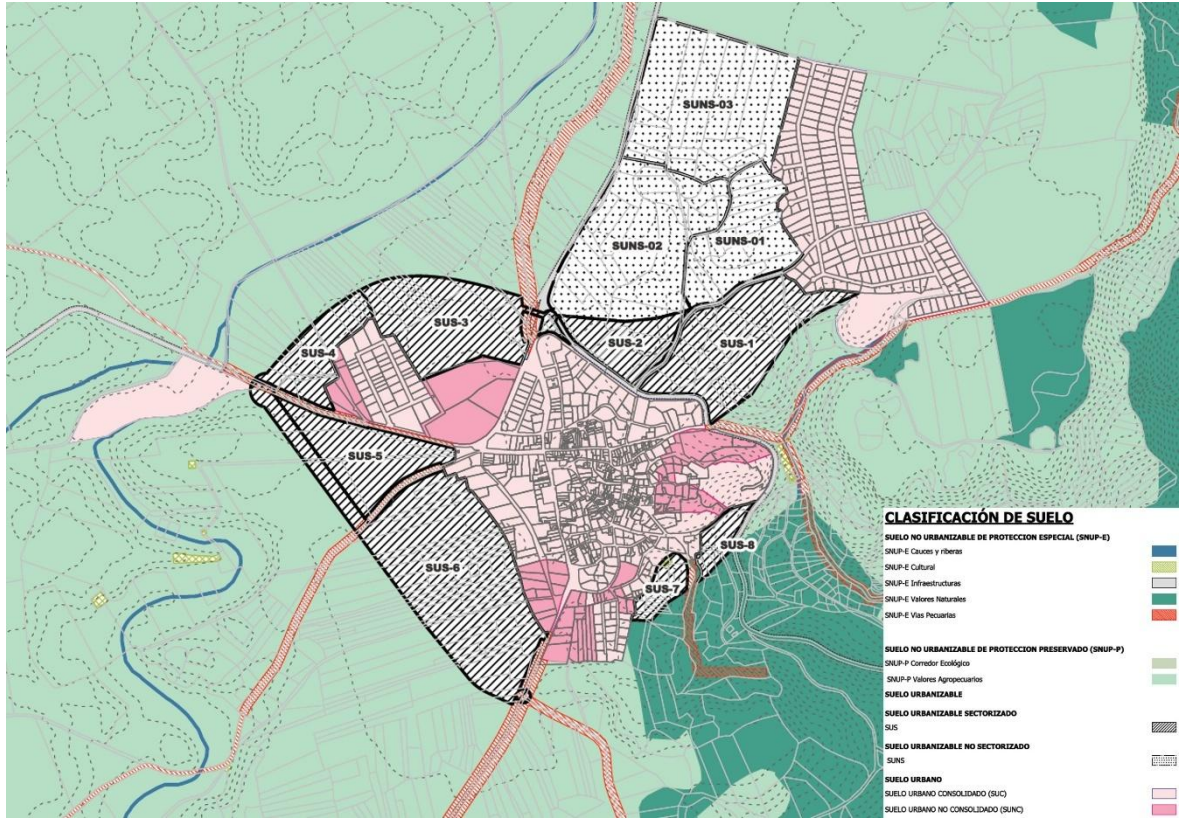 SUNS-03
SUNS-02
SUNS-01
SUS-3
SUS-2
SUS-1
SUS-4
SUS-5
SUS-6
SUS-8
SUS-7
CLASIFICACIÓN DE SUELO
SUELO NO URBANIZABLE DE PROTECCION ESPECIAL (SNUP-E)
SNUP-E Cauces y riberas
SNUP-E Cultural
SNUP-E Infraestructuras
SNUP-E Valores Naturales
SNUP-E Vias Pecuarias
SUELO NO URBANIZABLE DE PROTECCION PRESERVADO (SNUP-P)
SNUP-P Corredor Ecológico
SNUP-P Valores Agropecuarios
SUELO URBANIZABLE
SUELO URBANIZABLE SECTORIZADO
SUS
SUELO URBANIZABLE NO SECTORIZADO
SUNS
SUELO URBANO
SUELO URBANO CONSOLIDADO (SUC)
SUELO URBANO NO CONSOLIDADO (SUNC)